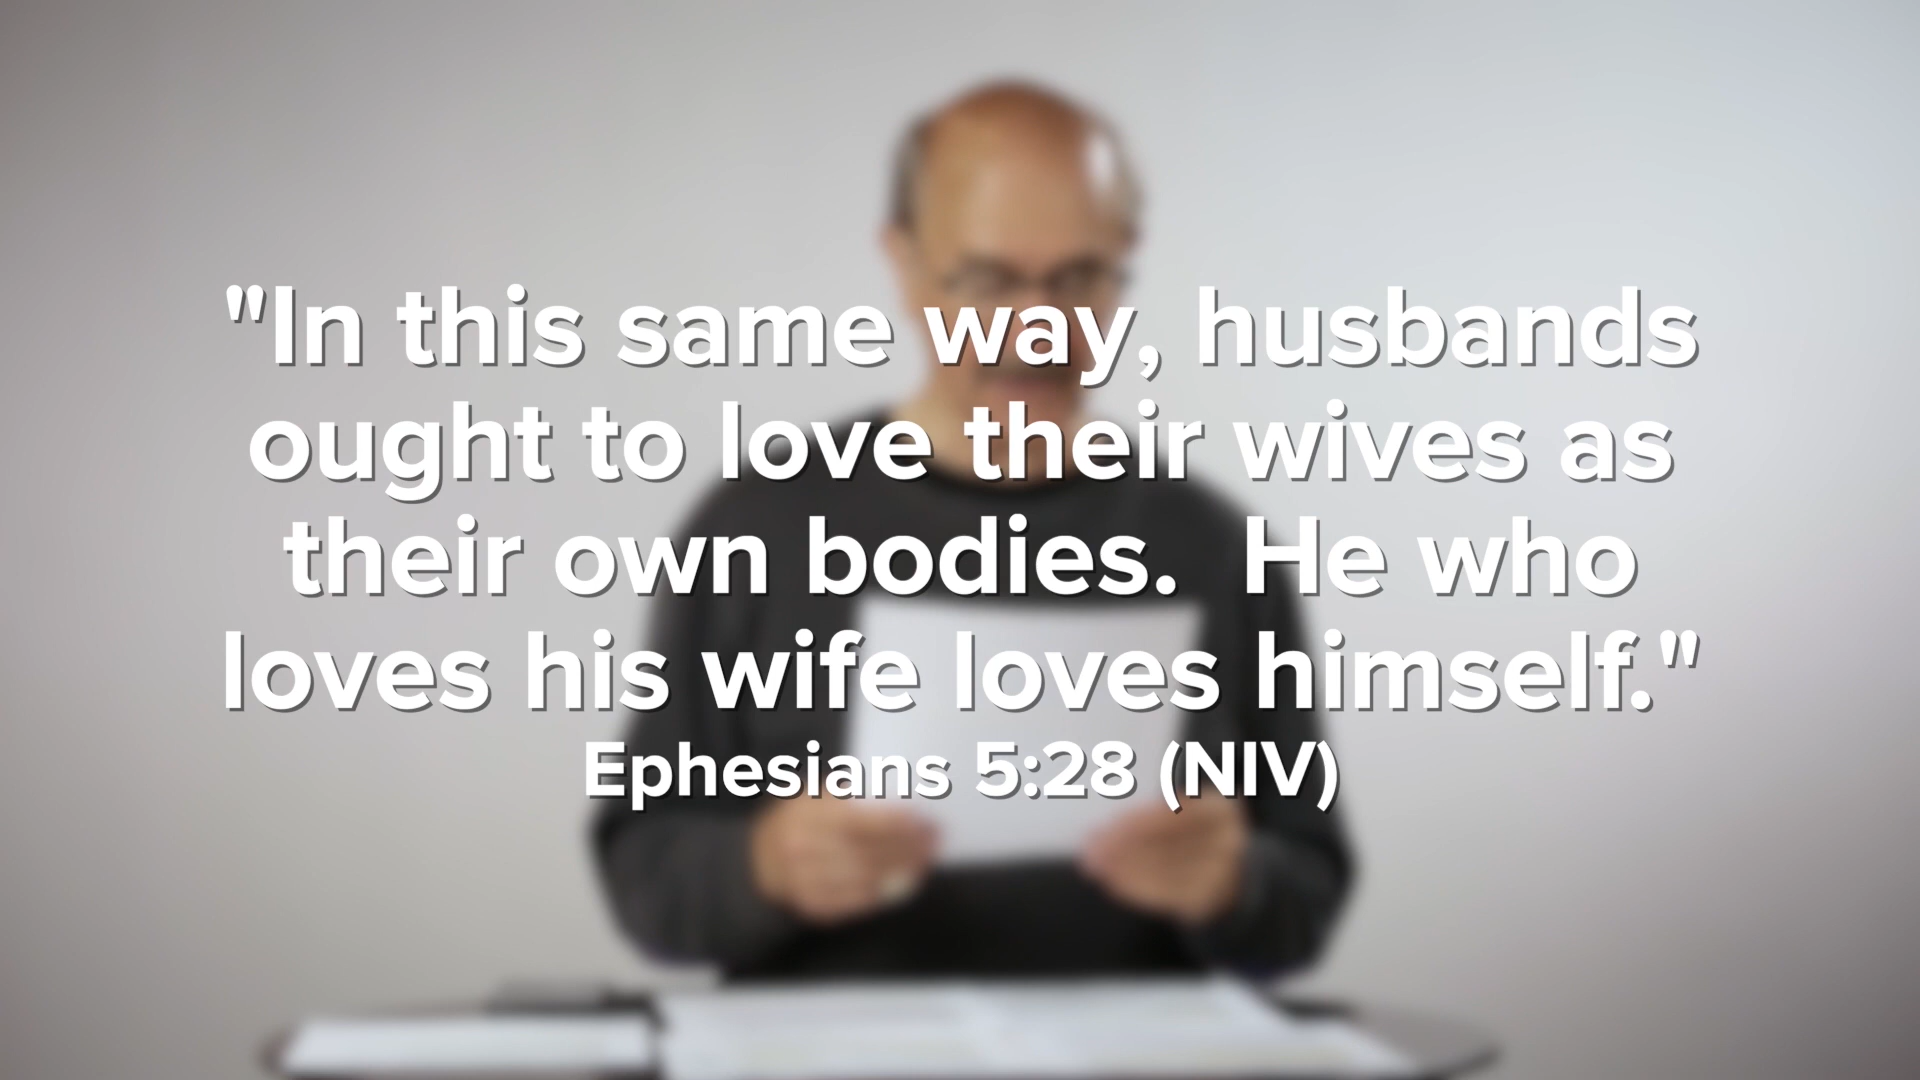 "In this same way, husbands
ought to love their wives as
their own bodies.  He who
loves his wife loves himself."
Ephesians 5:28 (NIV)